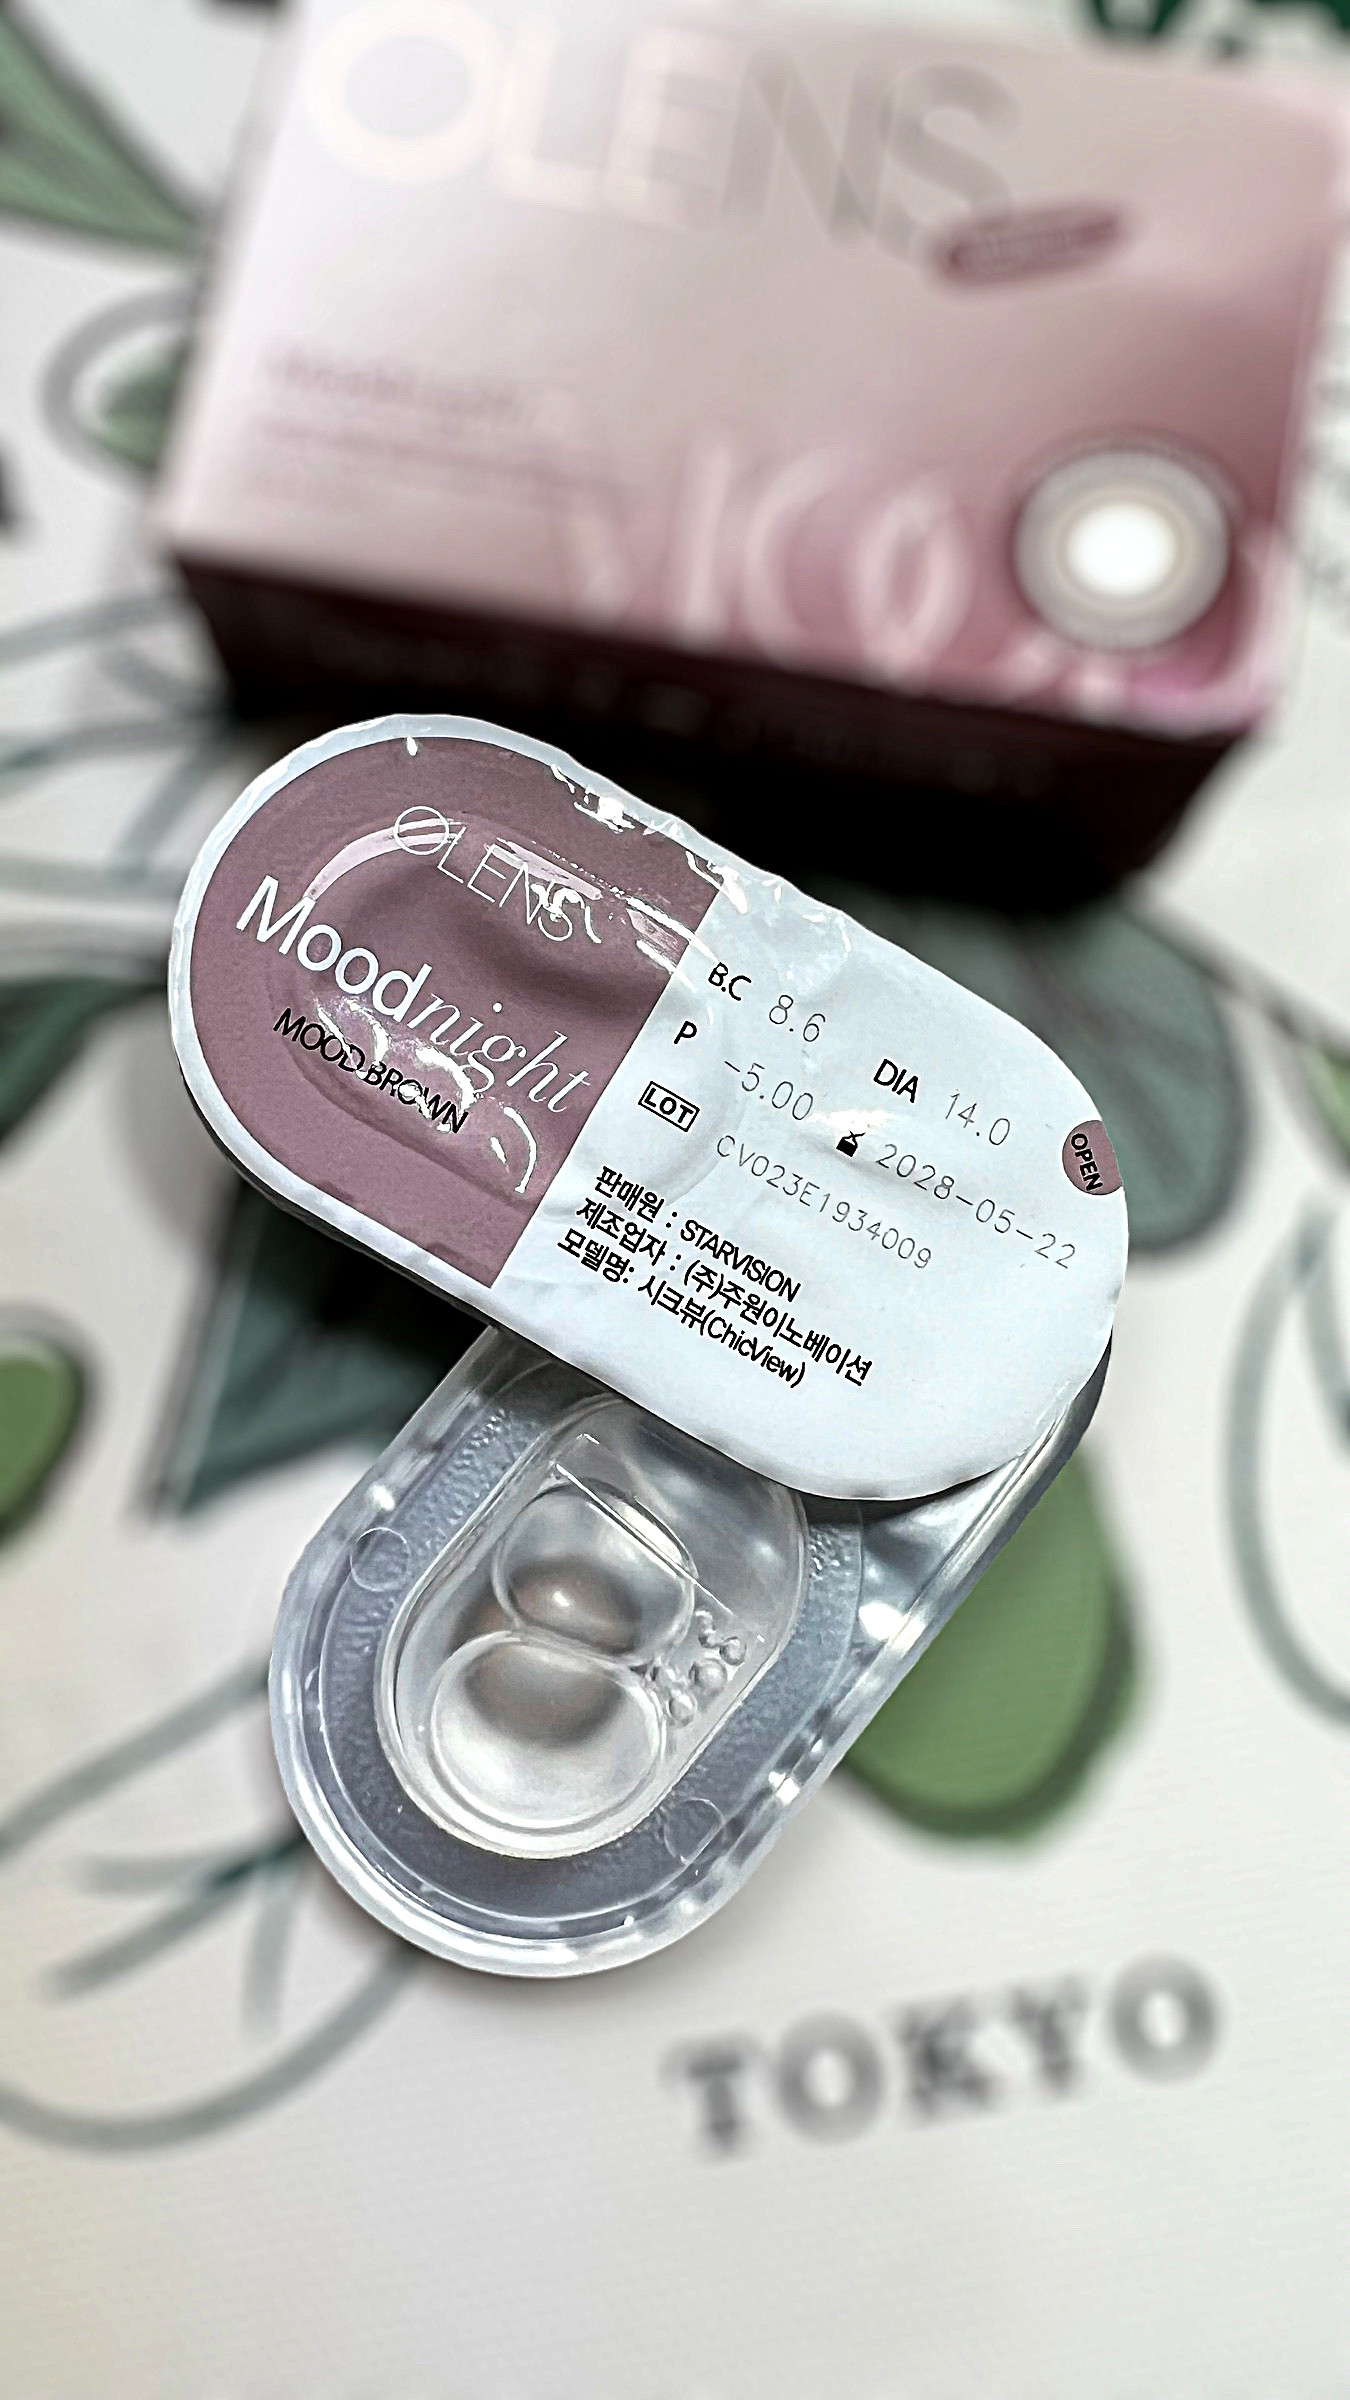 OLENS
OLENS
Moodnight
MOOD BROWN
B.C 8.6 DIA 14.0
P -5.00 2028-05-22
LOT CV023E1934009
판매원 : STARVISION
제조업자 : (주)주원이노베이션
모델명: 시크뷰(ChicView)
OPEN
TOKYO